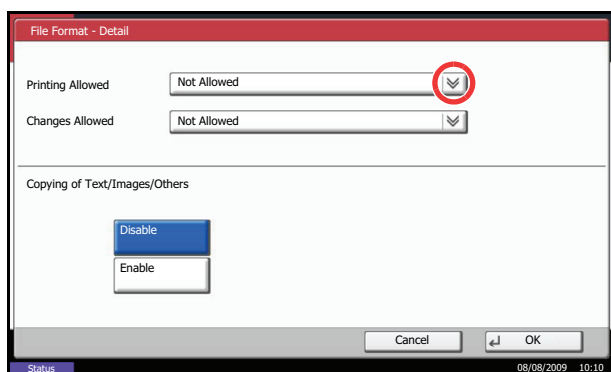 File Format - Detail
Printing Allowed Not Allowed
Changes Allowed Not Allowed
Copying of Text/Images/Others
Disable
Enable
Cancel OK
Status 08/08/2009 10:10